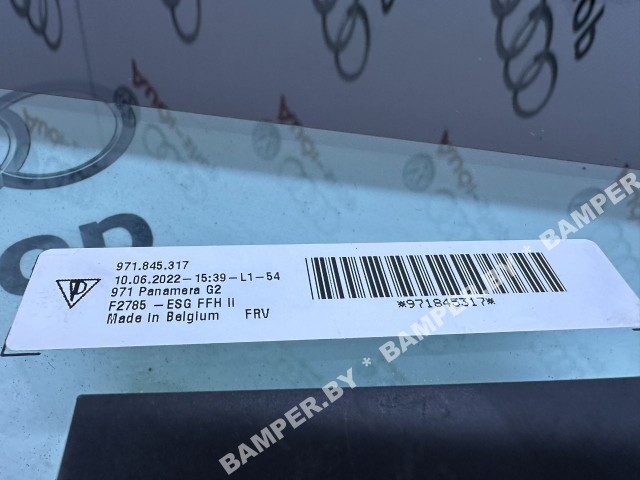 971.845.317
10.06.2022-15:39-L1-54
971 Panamera G2
F2785 -ESG FFH li
Made in Belgium FRV
*971845317*
BAMPER.BY * BAMPER.BY * BAMPER